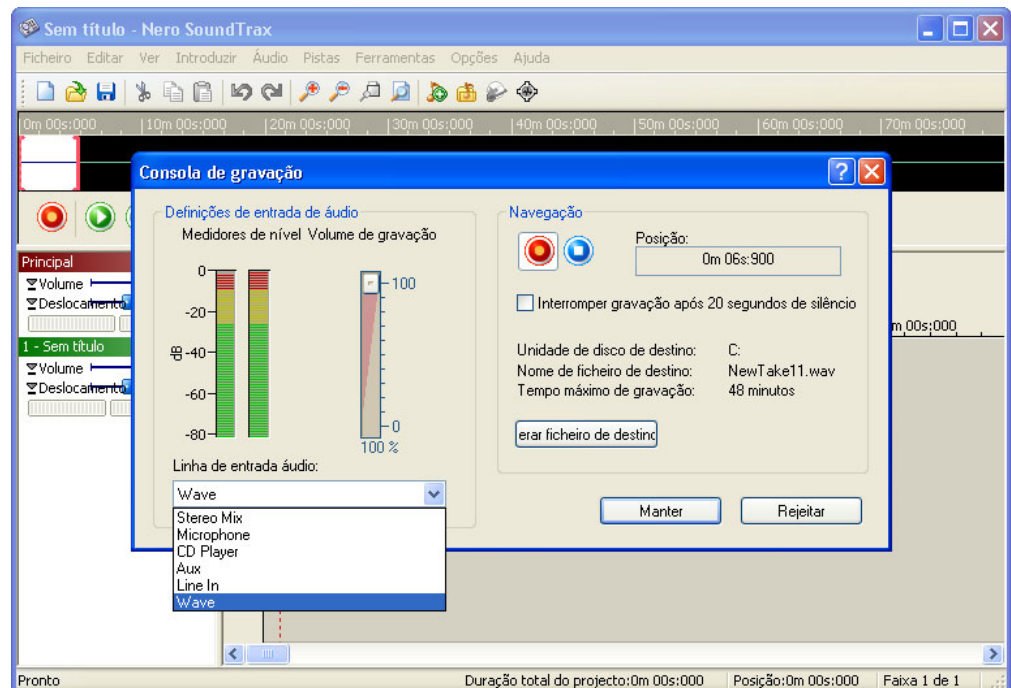 Sem título - Nero SoundTrax
Ficheiro Editar Ver Introduzir Áudio Pistas Ferramentas Opções Ajuda
0m 00s:000 10m 00s:000 20m 00s:000 30m 00s:000 40m 00s:000 50m 00s:000 60m 00s:000 70m 00s:000
Consola de gravação
Definições de entrada de áudio
Medidores de nível Volume de gravação
0
-20
-40
-60
-80
dB
100
0
100 %
Linha de entrada áudio:
Wave
Stereo Mix
Microphone
CD Player
Aux
Line In
Wave
Navegação
Posição:
0m 06s:900
Interromper gravação após 20 segundos de silêncio
Unidade de disco de destino: C:
Nome de ficheiro de destino: NewTake11.wav
Tempo máximo de gravação: 48 minutos
erar ficheiro de destino
Manter Rejeitar
Principal
Volume
Deslocamento
m 00s:000
1 - Sem título
Volume
Deslocamento
Pronto
Duração total do projecto:0m 00s:000 Posição:0m 00s:000 Faixa 1 de 1